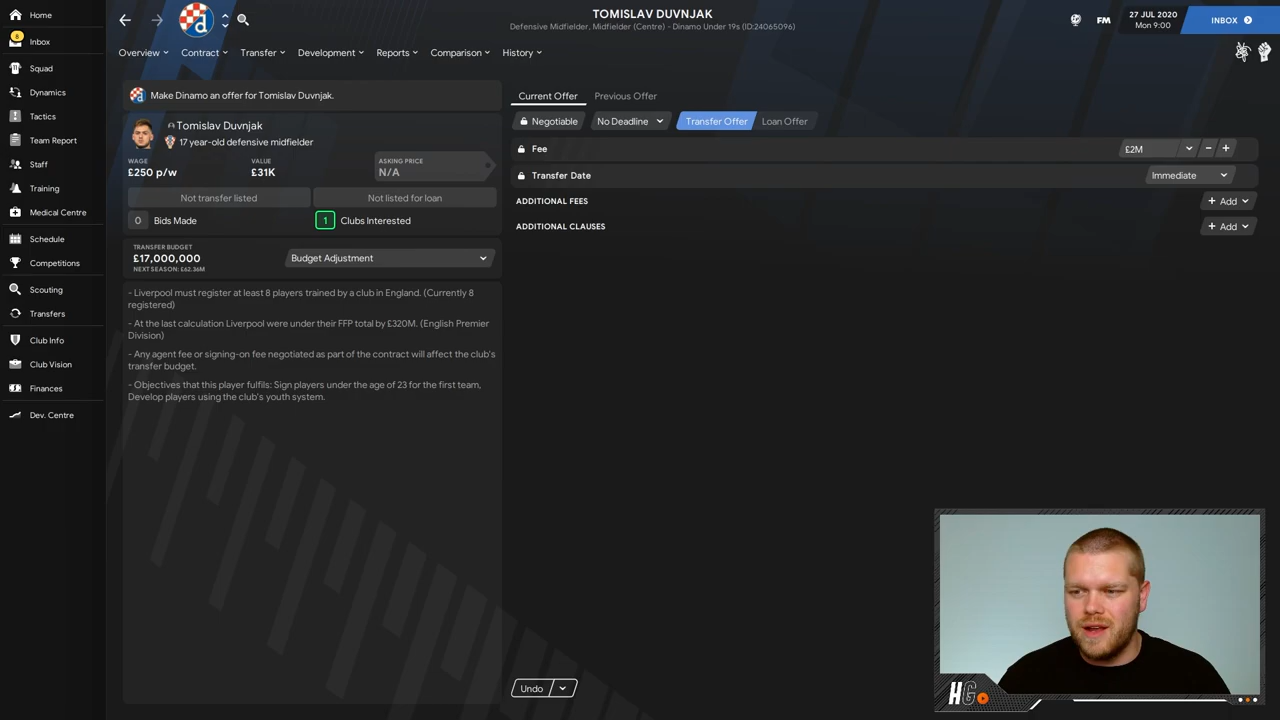 Home
Inbox
8
Squad
Dynamics
Tactics
Team Report
Staff
Training
Medical Centre
Schedule
Competitions
Scouting
Transfers
Club Info
Club Vision
Finances
Dev. Centre
TOMISLAV DUVNJAK
Defensive Midfielder, Midfielder (Centre) - Dinamo Under 19s (ID:24065096)
FM
27 JUL 2020
Mon 9:00
INBOX
Overview
Contract
Transfer
Development
Reports
Comparison
History
Make Dinamo an offer for Tomislav Duvnjak.
Tomislav Duvnjak
17 year-old defensive midfielder
WAGE
£250 p/w
VALUE
£31K
ASKING PRICE
N/A
Not transfer listed
Not listed for loan
0 Bids Made
1 Clubs Interested
TRANSFER BUDGET
£17,000,000
NEXT SEASON: £62.36M
Budget Adjustment
- Liverpool must register at least 8 players trained by a club in England. (Currently 8
registered)
- At the last calculation Liverpool were under their FFP total by £320M. (English Premier
Division)
- Any agent fee or signing-on fee negotiated as part of the contract will affect the club's
transfer budget.
- Objectives that this player fulfils: Sign players under the age of 23 for the first team,
Develop players using the club's youth system.
Current Offer
Previous Offer
Negotiable
No Deadline
Transfer Offer
Loan Offer
Fee
£2M
Transfer Date
Immediate
ADDITIONAL FEES
+ Add
ADDITIONAL CLAUSES
+ Add
Undo
HG